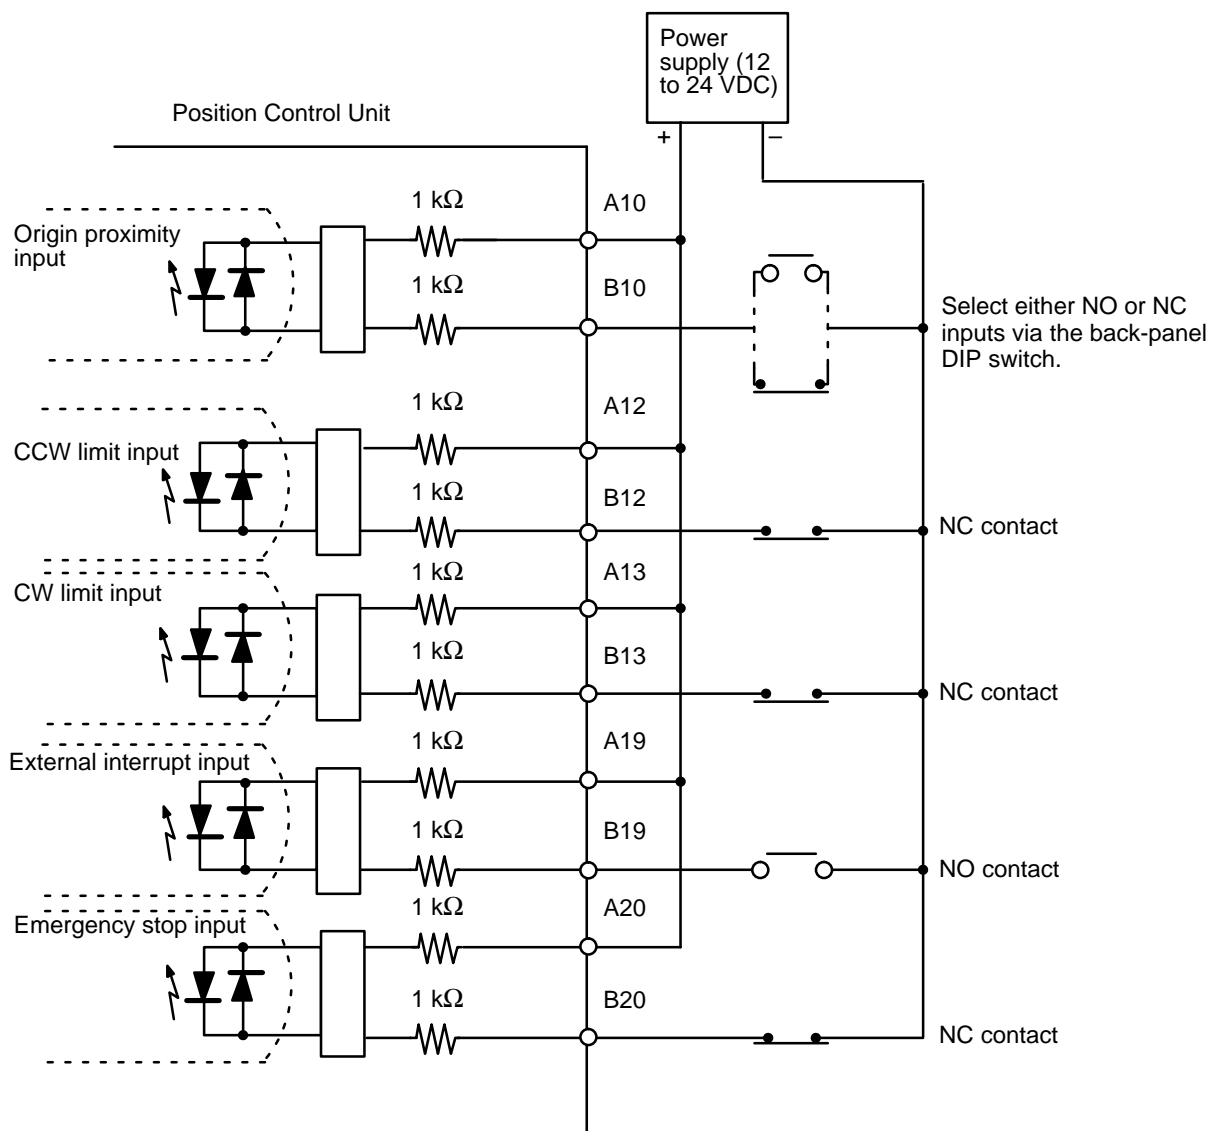 Power
supply (12
to 24 VDC)
Position Control Unit
+
–
1 kΩ
A10
Origin proximity
input
1 kΩ
B10
Select either NO or NC
inputs via the back-panel
DIP switch.
1 kΩ
A12
CCW limit input
1 kΩ
B12
NC contact
1 kΩ
A13
CW limit input
1 kΩ
B13
NC contact
1 kΩ
A19
External interrupt input
1 kΩ
B19
NO contact
1 kΩ
A20
Emergency stop input
1 kΩ
B20
NC contact